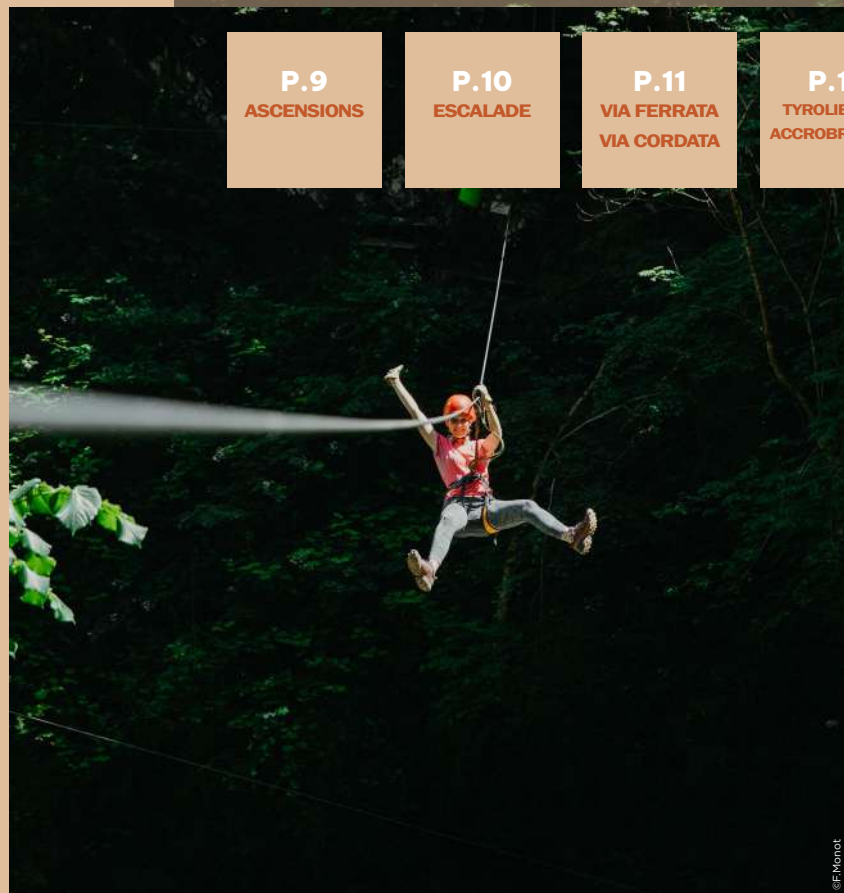 P.9
ASCENSIONS
P.10
ESCALADE
P.11
VIA FERRATA
VIA CORDATA
©F.Monot